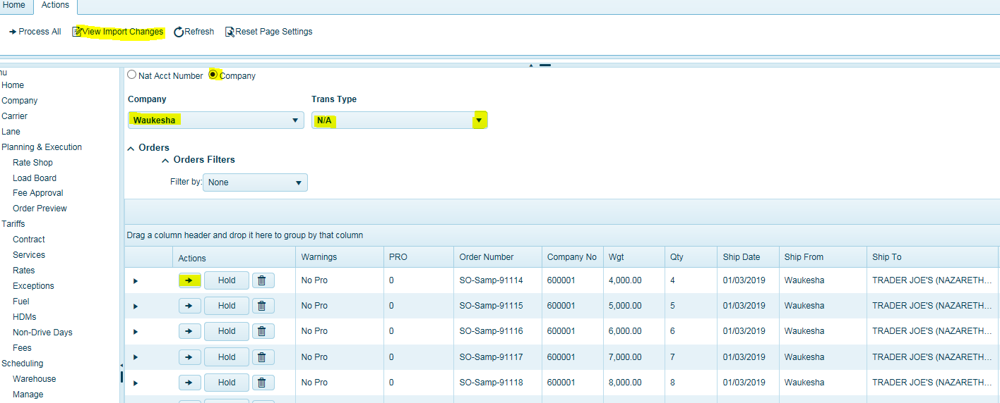 Home Actions
Process All View Import Changes Refresh Reset Page Settings
nu
Home
Company
Carrier
Lane
Planning & Execution
Rate Shop
Load Board
Fee Approval
Order Preview
Tariffs
Contract
Services
Rates
Exceptions
Fuel
HDMs
Non-Drive Days
Fees
Scheduling
Warehouse
Manage
Nat Acct Number Company
Company Trans Type
Waukesha N/A
Orders
Orders Filters
Filter by: None
Drag a column header and drop it here to group by that column
Actions Warnings PRO Order Number Company No Wgt Qty Ship Date Ship From Ship To
Hold No Pro 0 SO-Samp-91114 600001 4,000.00 4 01/03/2019 Waukesha TRADER JOE'S (NAZARETH...
Hold No Pro 0 SO-Samp-91115 600001 5,000.00 5 01/03/2019 Waukesha TRADER JOE'S (NAZARETH...
Hold No Pro 0 SO-Samp-91116 600001 6,000.00 6 01/03/2019 Waukesha TRADER JOE'S (NAZARETH...
Hold No Pro 0 SO-Samp-91117 600001 7,000.00 7 01/03/2019 Waukesha TRADER JOE'S (NAZARETH...
Hold No Pro 0 SO-Samp-91118 600001 8,000.00 8 01/03/2019 Waukesha TRADER JOE'S (NAZARETH...